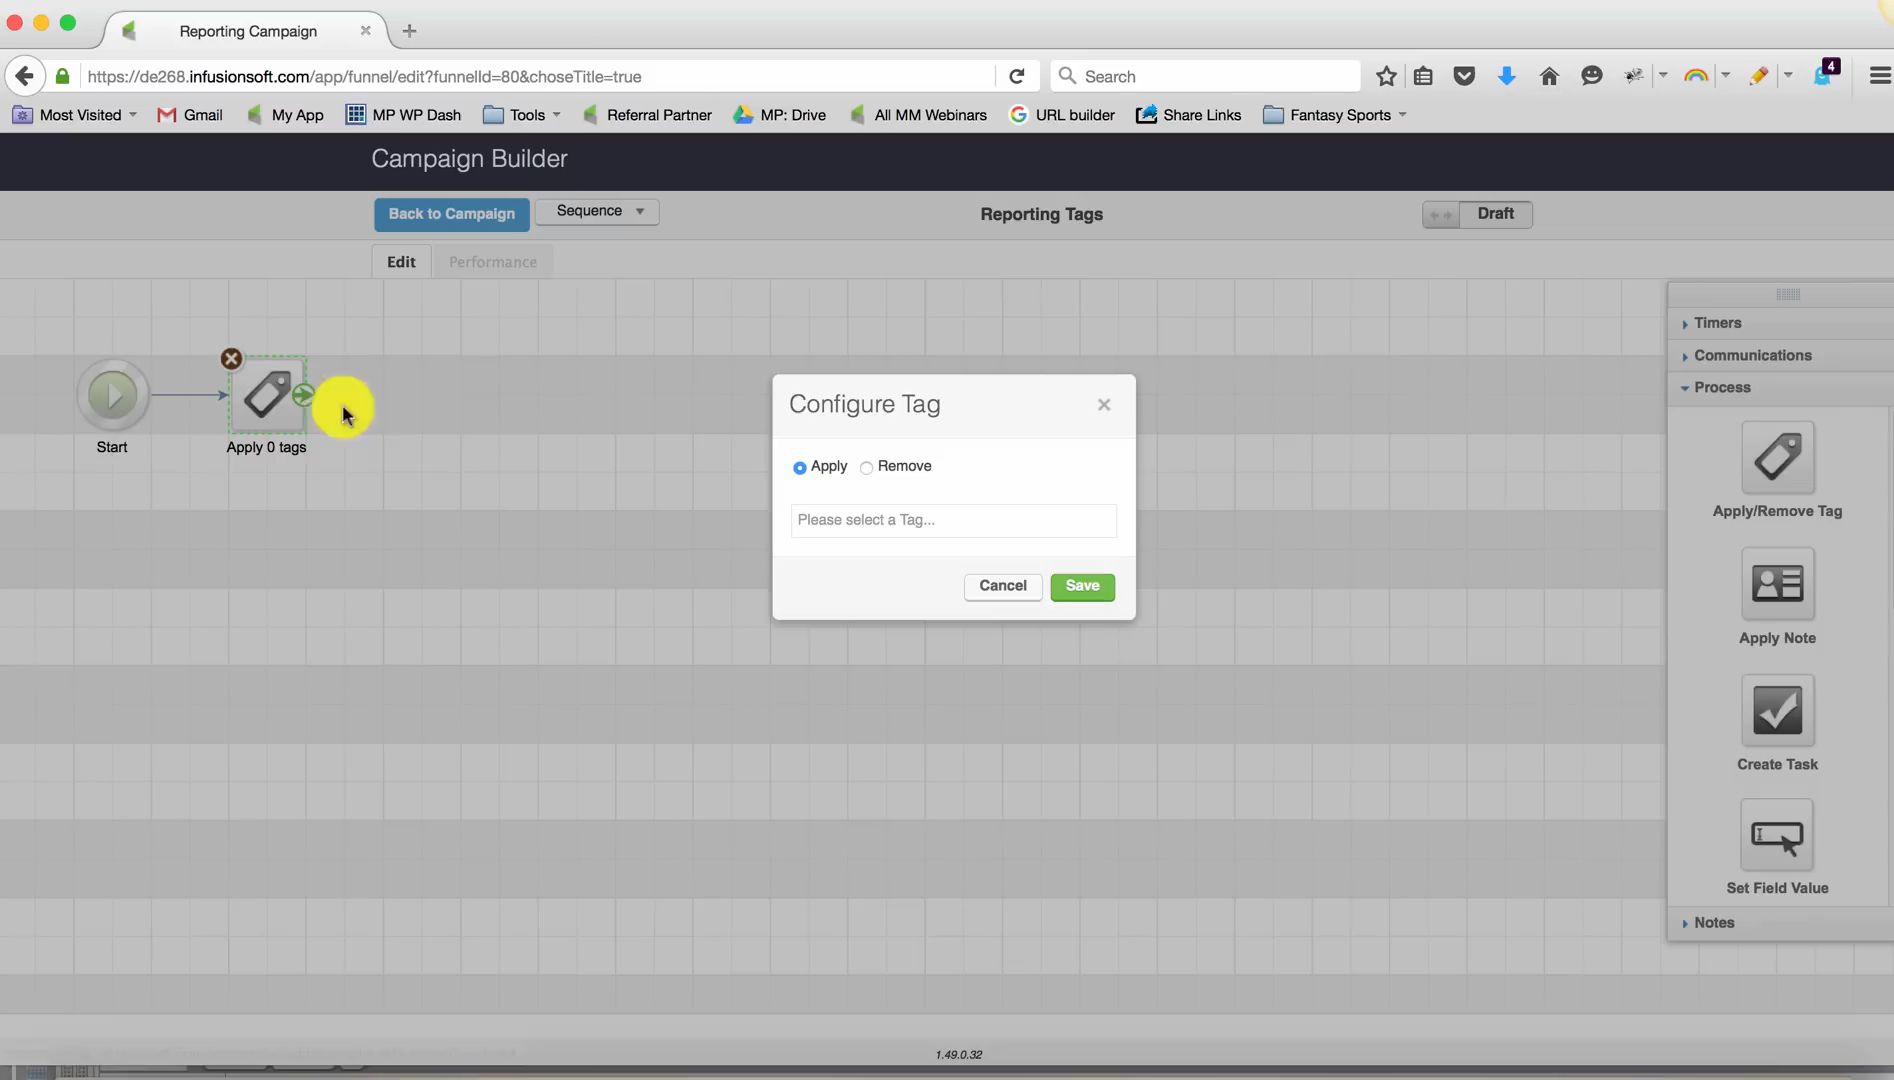 Reporting Campaign
https://de268.infusionsoft.com/app/funnel/edit?funnelId=80&choseTitle=true
Search
4
Most Visited
Gmail
My App
MP WP Dash
Tools
Referral Partner
MP: Drive
All MM Webinars
URL builder
Share Links
Fantasy Sports
Campaign Builder
Back to Campaign
Sequence
Reporting Tags
Draft
Edit
Performance
Start
Apply 0 tags
Configure Tag
Apply
Remove
Please select a Tag...
Cancel
Save
Timers
Communications
Process
Apply/Remove Tag
Apply Note
Create Task
Set Field Value
Notes
1.49.0.32